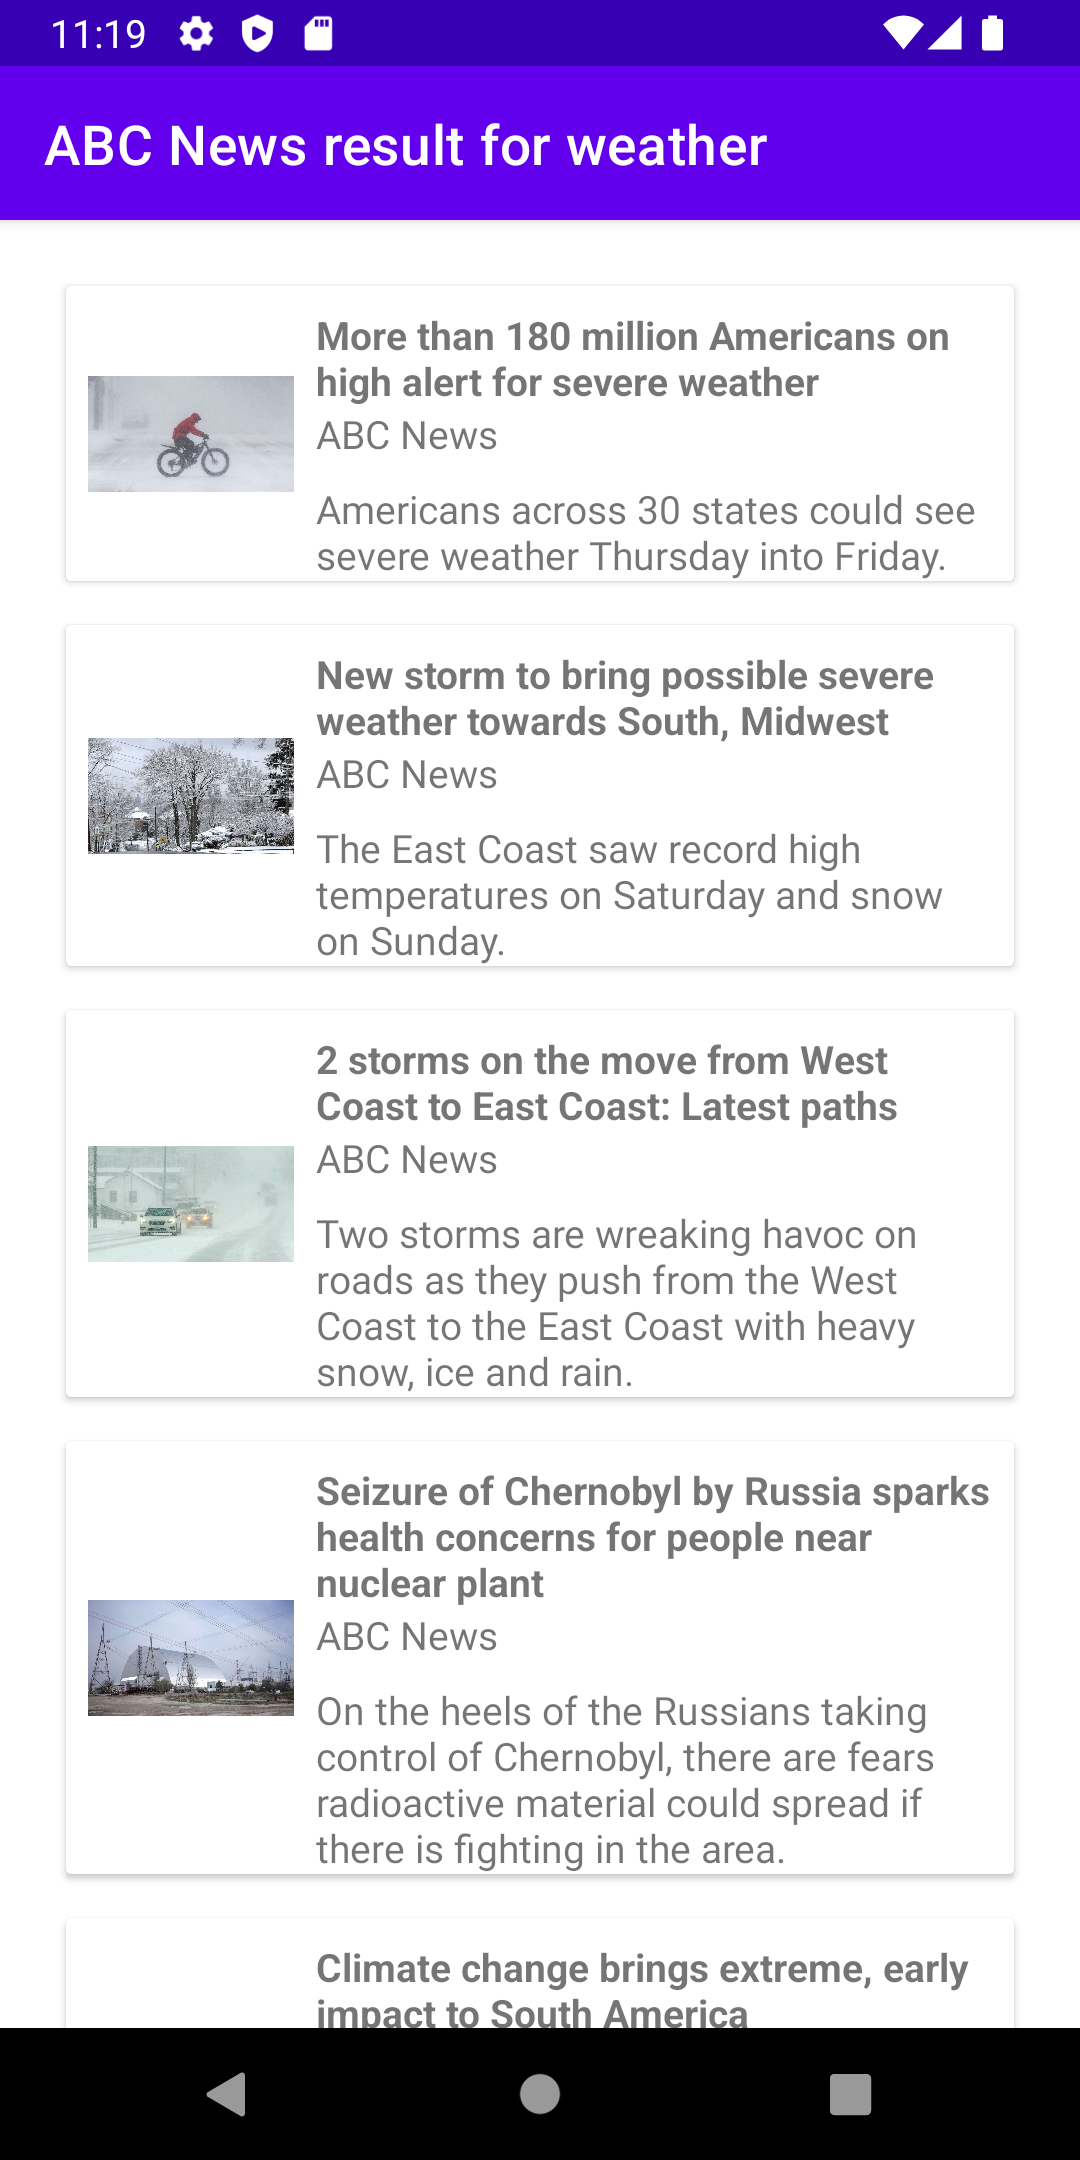 11:19
ABC News result for weather
More than 180 million Americans on
high alert for severe weather
ABC News
Americans across 30 states could see
severe weather Thursday into Friday.
New storm to bring possible severe
weather towards South, Midwest
ABC News
The East Coast saw record high
temperatures on Saturday and snow
on Sunday.
2 storms on the move from West
Coast to East Coast: Latest paths
ABC News
Two storms are wreaking havoc on
roads as they push from the West
Coast to the East Coast with heavy
snow, ice and rain.
Seizure of Chernobyl by Russia sparks
health concerns for people near
nuclear plant
ABC News
On the heels of the Russians taking
control of Chernobyl, there are fears
radioactive material could spread if
there is fighting in the area.
Climate change brings extreme, early
impact to South America